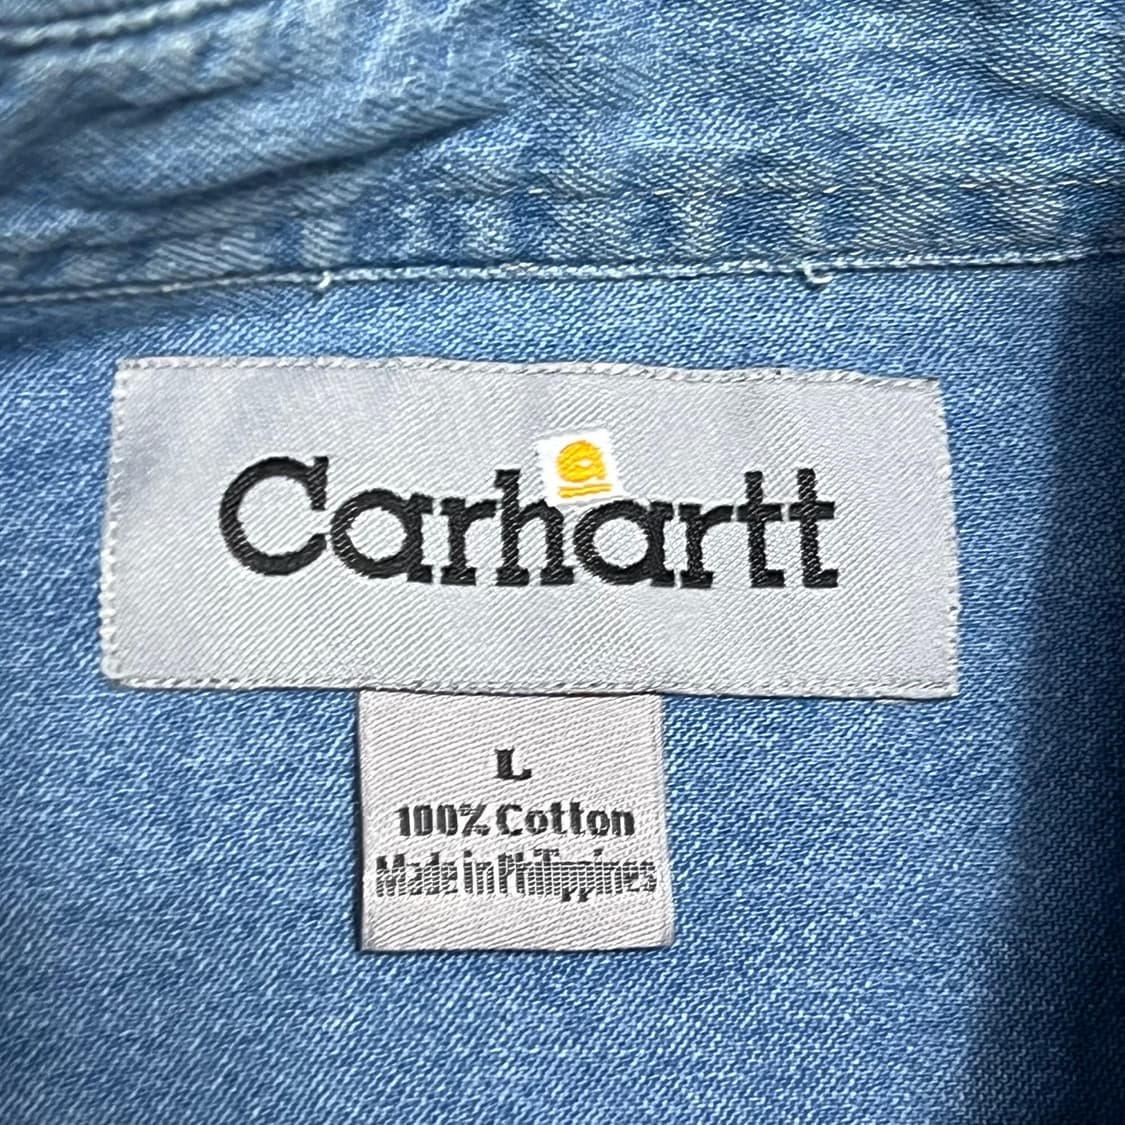 Carhartt
L
100% Cotton
Made in Philippines